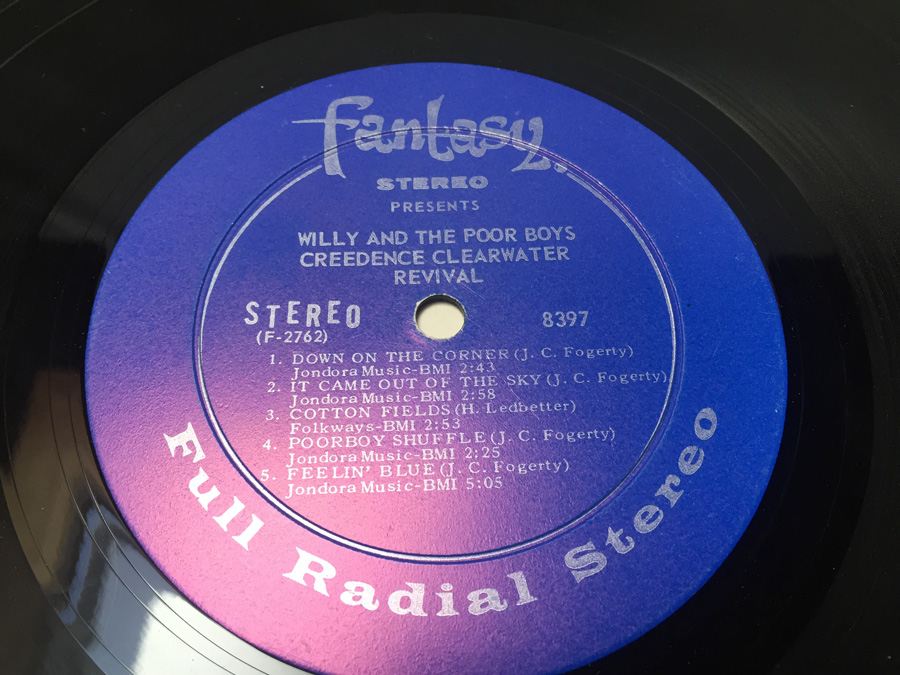 Fantasy
STEREO
PRESENTS
WILLY AND THE POOR BOYS
CREEDENCE CLEARWATER
REVIVAL
STEREO 8397
(F-2762)
1. DOWN ON THE CORNER (J. C. Fogerty)
Jondora Music-BMI 2:43
2. IT CAME OUT OF THE SKY (J. C. Fogerty)
Jondora Music-BMI 2:58
3. COTTON FIELDS (H. Ledbetter)
Folkways-BMI 2:53
4. POORBOY SHUFFLE (J. C. Fogerty)
Jondora Music-BMI 2:25
5. FEELIN' BLUE (J. C. Fogerty)
Jondora Music-BMI 5:05
Full Radial Stereo